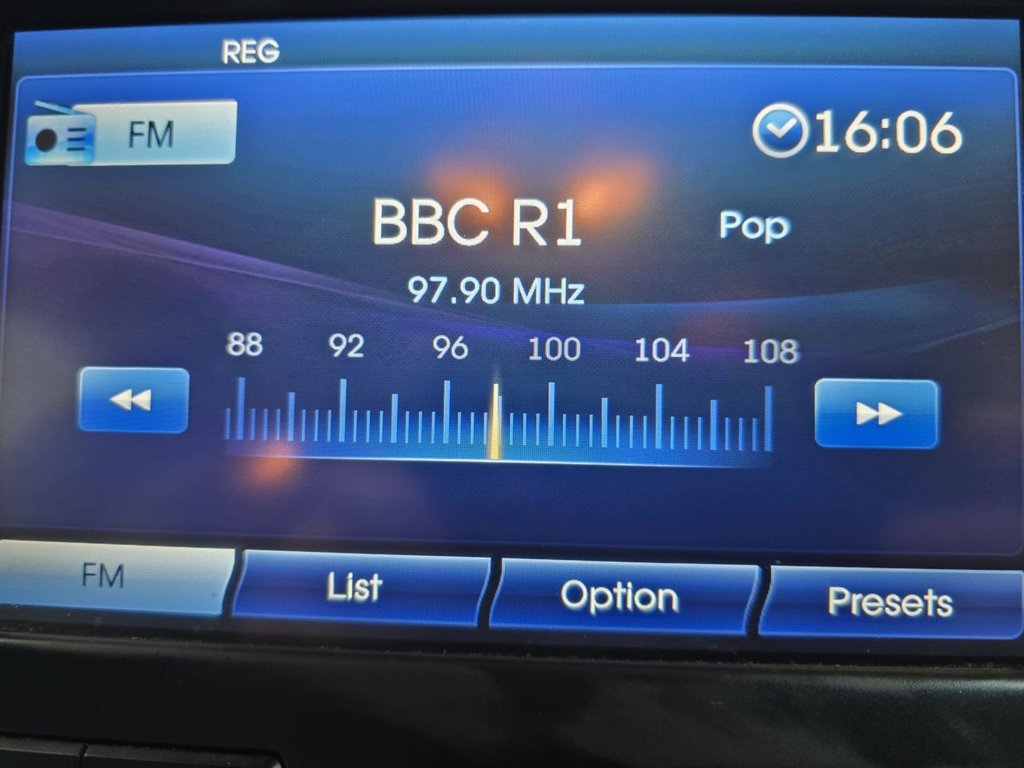 REG
FM
16:06
BBC R1
Pop
97.90 MHz
88 92 96 100 104 108
FM List Option Presets